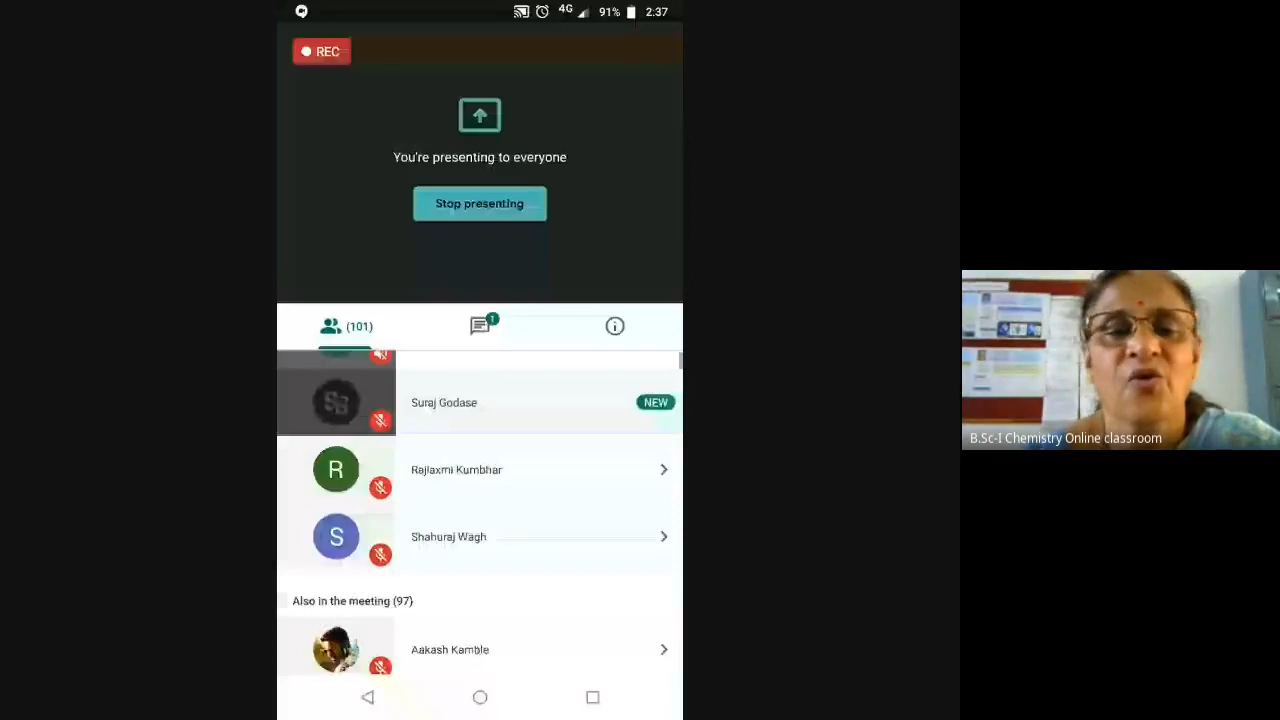 4G 91% 2:37
REC
You're presenting to everyone
Stop presenting
(101) 1
SG
Suraj Godase NEW
R Rajlaxmi Kumbhar
S Shahuraj Wagh
B.Sc-I Chemistry Online classroom
Also in the meeting (97)
Aakash Kamble